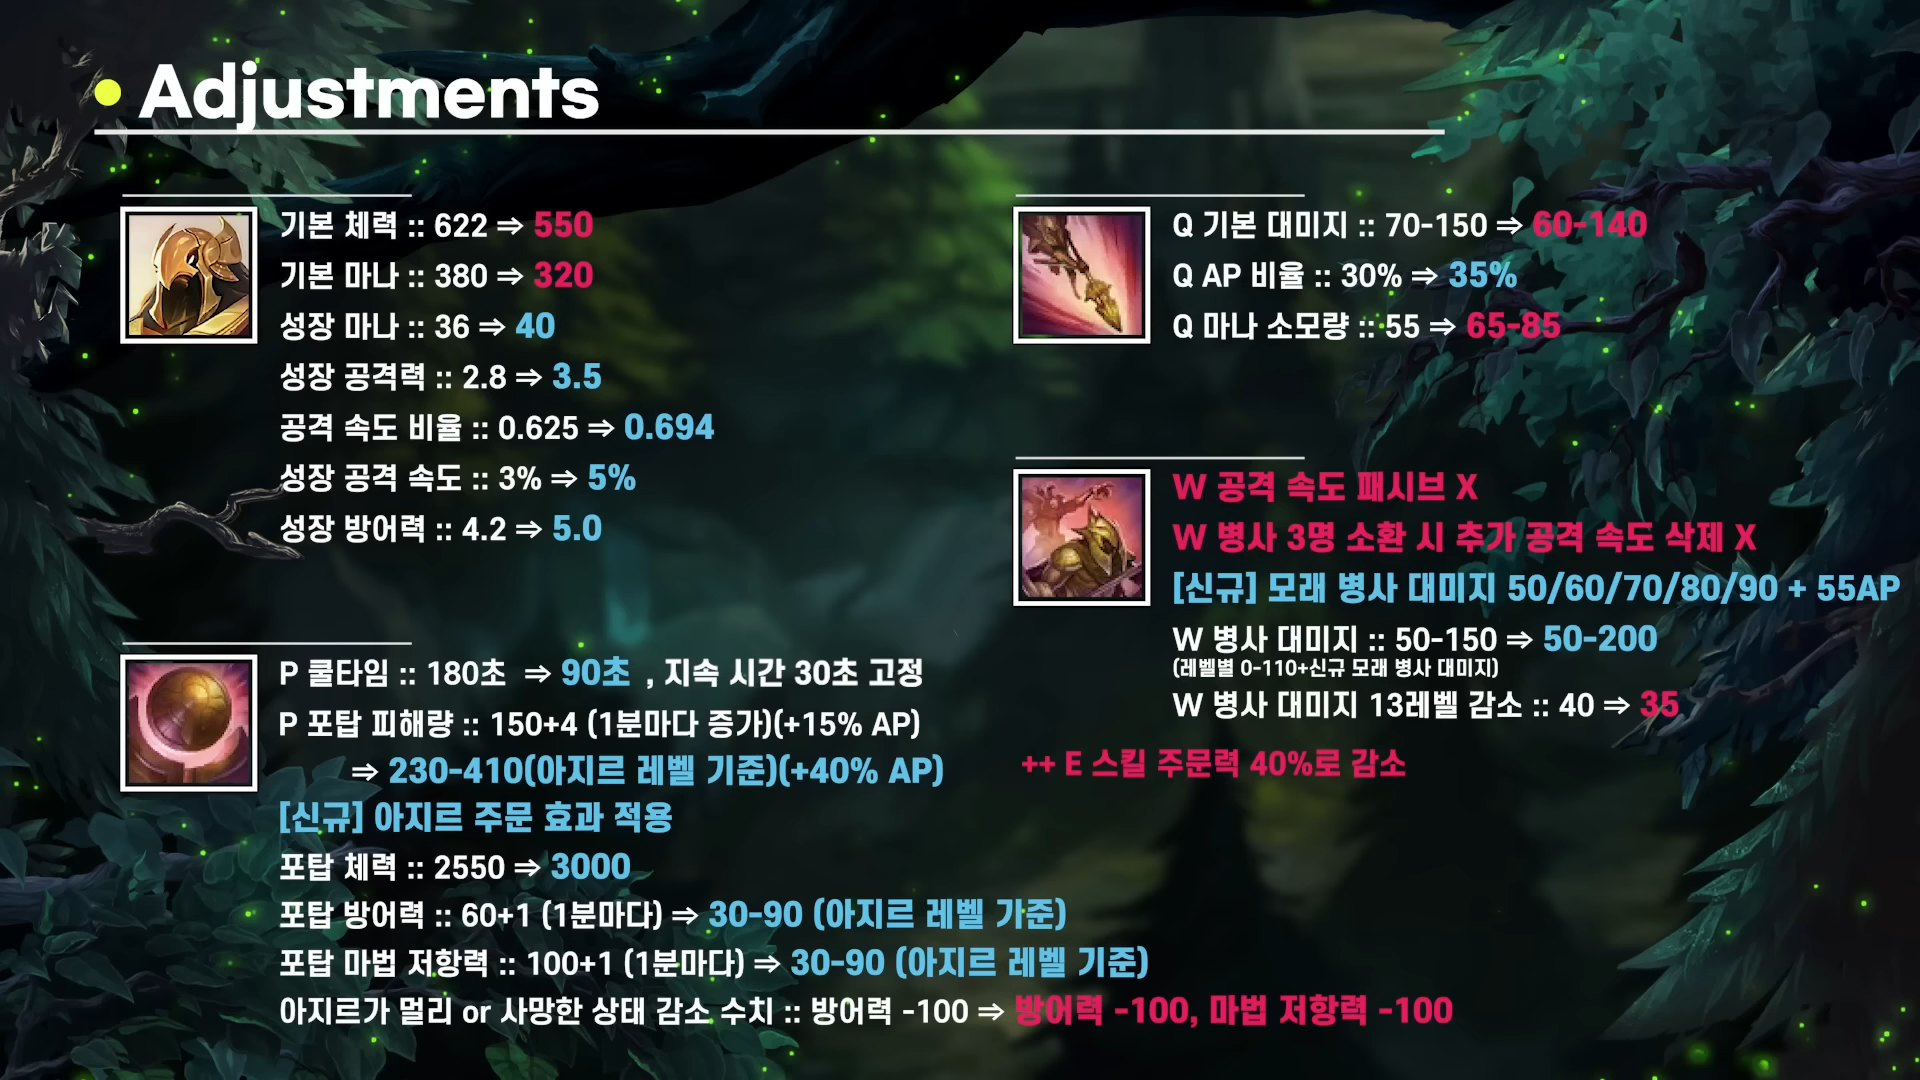 Adjustments
기본 체력 :: 622 ⇒ 550
기본 마나 :: 380 ⇒ 320
성장 마나 :: 36 ⇒ 40
성장 공격력 :: 2.8 ⇒ 3.5
공격 속도 비율 :: 0.625 ⇒ 0.694
성장 공격 속도 :: 3% ⇒ 5%
성장 방어력 :: 4.2 ⇒ 5.0
P 쿨타임 :: 180초 ⇒ 90초 , 지속 시간 30초 고정
P 포탑 피해량 :: 150+4 (1분마다 증가)(+15% AP)
⇒ 230-410(아지르 레벨 기준)(+40% AP)
[신규] 아지르 주문 효과 적용
포탑 체력 :: 2550 ⇒ 3000
포탑 방어력 :: 60+1 (1분마다) ⇒ 30-90 (아지르 레벨 가준)
포탑 마법 저항력 :: 100+1 (1분마다) ⇒ 30-90 (아지르 레벨 기준)
아지르가 멀리 or 사망한 상태 감소 수치 :: 방어력 -100 ⇒ 방어력 -100, 마법 저항력 -100
Q 기본 대미지 :: 70-150 ⇒ 60-140
Q AP 비율 :: 30% ⇒ 35%
Q 마나 소모량 :: 55 ⇒ 65-85
W 공격 속도 패시브 X
W 병사 3명 소환 시 추가 공격 속도 삭제 X
[신규] 모래 병사 대미지 50/60/70/80/90 + 55AP
W 병사 대미지 :: 50-150 ⇒ 50-200
(레벨별 0-110+신규 모래 병사 대미지)
W 병사 대미지 13레벨 감소 :: 40 ⇒ 35
++ E 스킬 주문력 40%로 감소